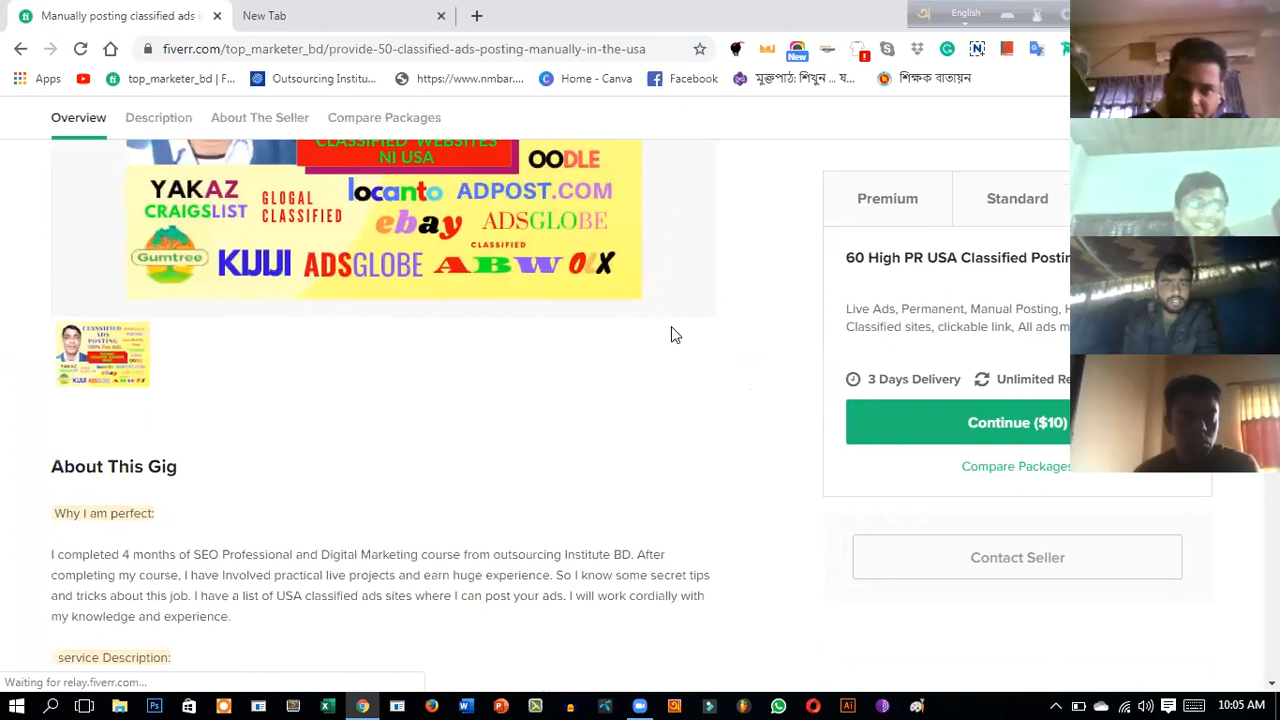 Manually posting classified ads i
New Tab
English
fiverr.com/top_marketer_bd/provide-50-classified-ads-posting-manually-in-the-usa
New
Apps
top_marketer_bd | F...
Outsourcing Institu...
https://www.nmbar...
Home - Canva
Facebook
মুক্তপাঠ: শিখুন ... য...
শিক্ষক বাতায়ন
Overview
Description
About The Seller
Compare Packages
CLASSIFIED WEBSITES
NI USA
OODLE
YAKAZ
GLOGAL
CLASSIFIED
locanto
ADPOST.COM
CRAIGSLIST
ebay
ADSGLOBE
CLASSIFIED
Gumtree
KIJIJI
ADSGLOBE
ABW
OLX
Premium
Standard
60 High PR USA Classified Postin
Live Ads, Permanent, Manual Posting, H
Classified sites, clickable link, All ads m
3 Days Delivery
Unlimited Re
Continue ($10)
Compare Packages
Contact Seller
CLASSIFIED
ADS
POSTING
About This Gig
Why I am perfect:
I completed 4 months of SEO Professional and Digital Marketing course from outsourcing Institute BD. After
completing my course, I have Involved practical live projects and earn huge experience. So I know some secret tips
and tricks about this job. I have a list of USA classified ads sites where I can post your ads. I will work cordially with
my knowledge and experience.
service Description:
Waiting for relay.fiverr.com...
10:05 AM